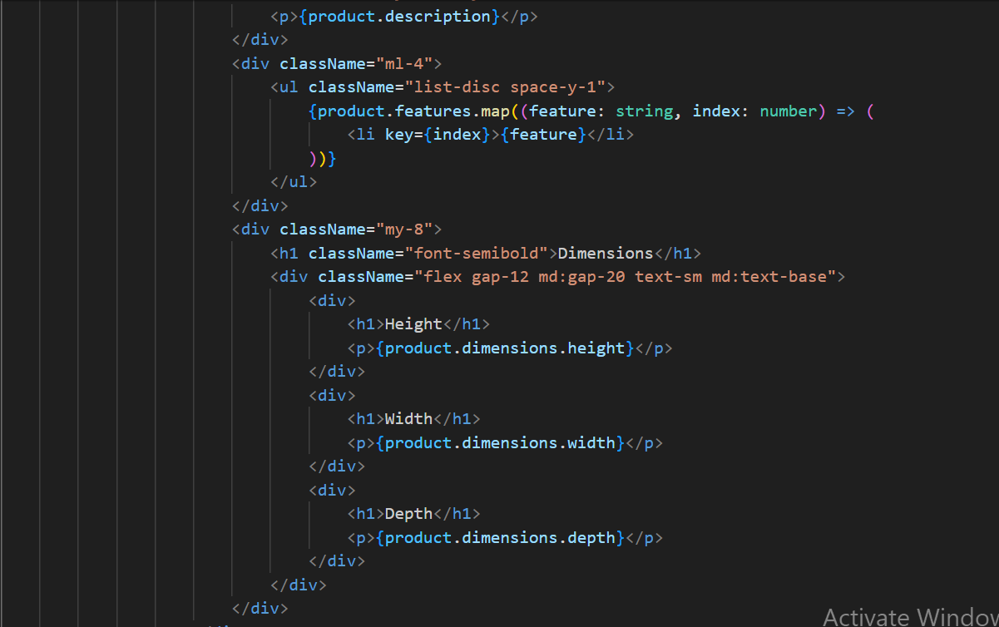 <p>{product.description}</p>
</div>
<div className="ml-4">
<ul className="list-disc space-y-1">
{product.features.map((feature: string, index: number) => (
<li key={index}>{feature}</li>
))}
</ul>
</div>
<div className="my-8">
<h1 className="font-semibold">Dimensions</h1>
<div className="flex gap-12 md:gap-20 text-sm md:text-base">
<div>
<h1>Height</h1>
<p>{product.dimensions.height}</p>
</div>
<div>
<h1>Width</h1>
<p>{product.dimensions.width}</p>
</div>
<div>
<h1>Depth</h1>
<p>{product.dimensions.depth}</p>
</div>
</div>
</div>
Activate Window